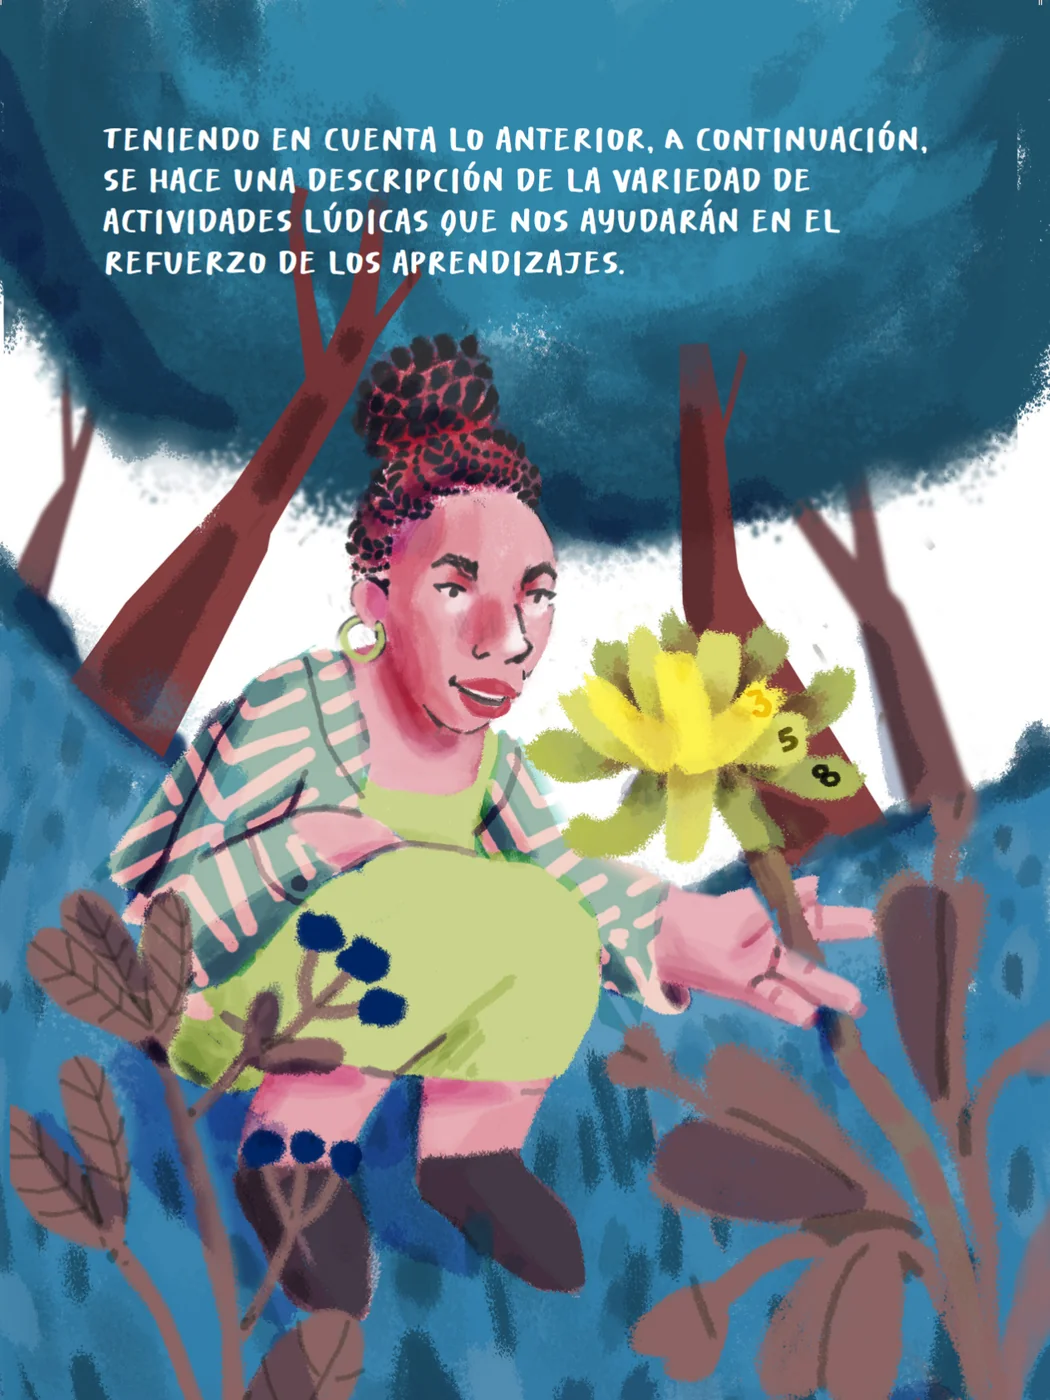 TENIENDO EN CUENTA LO ANTERIOR, A CONTINUACIÓN,
SE HACE UNA DESCRIPCIÓN DE LA VARIEDAD DE
ACTIVIDADES LÚDICAS QUE NOS AYUDARÁN EN EL
REFUERZO DE LOS APRENDIZAJES.
3
5
8